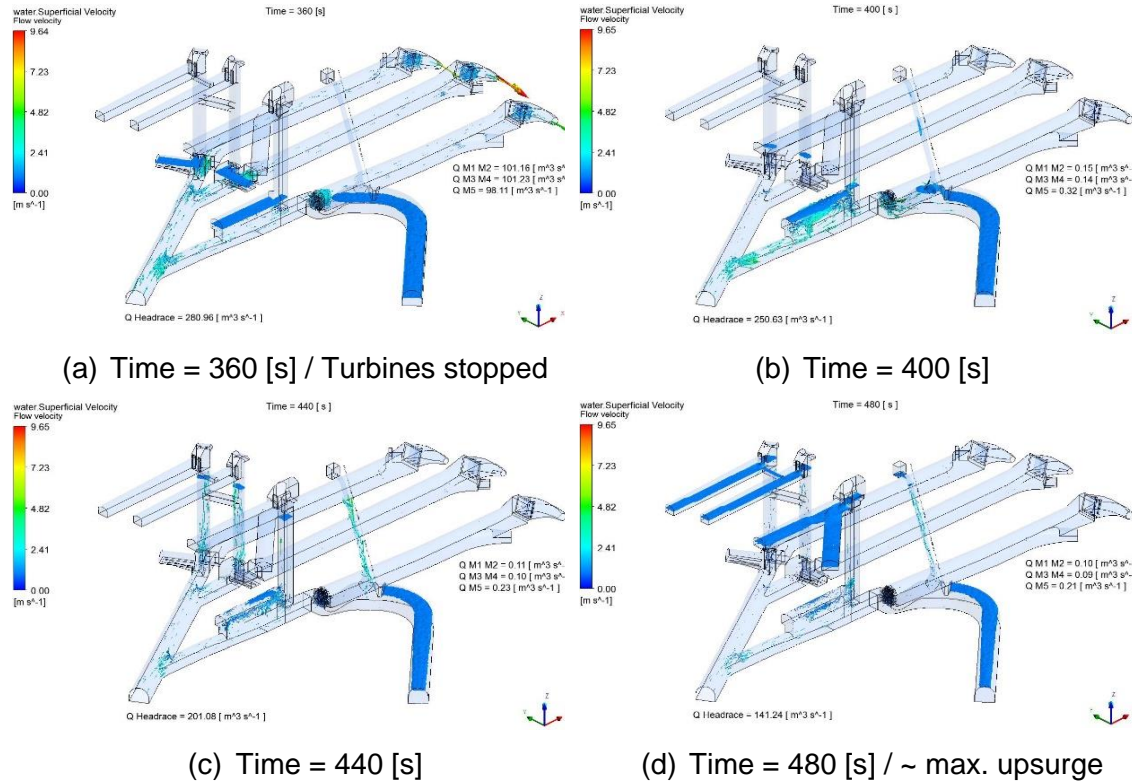 water.Superficial Velocity
Flow velocity
Time = 360 [s]
9.64
7.23
4.82
2.41
0.00
[m s^-1]
Q M1 M2 = 101.16 [ m^3 s^
Q M3 M4 = 101.23 [ m^3 s^
Q M5 = 98.11 [ m^3 s^-1 ]
Q Headrace = 280.96 [ m^3 s^-1 ]
Z
Y
X
water.Superficial Velocity
Flow velocity
Time = 400 [ s ]
9.65
7.23
4.82
2.41
0.00
[m s^-1]
Q M1 M2 = 0.15 [ m^3 s^-
Q M3 M4 = 0.14 [ m^3 s^-
Q M5 = 0.32 [ m^3 s^-1 ]
Q Headrace = 250.63 [ m^3 s^-1 ]
Z
Y
X
(a) Time = 360 [s] / Turbines stopped
(b) Time = 400 [s]
water.Superficial Velocity
Flow velocity
Time = 440 [ s ]
9.65
7.23
4.82
2.41
0.00
[m s^-1]
Q M1 M2 = 0.11 [ m^3 s^-
Q M3 M4 = 0.10 [ m^3 s^-
Q M5 = 0.23 [ m^3 s^-1 ]
Q Headrace = 201.08 [ m^3 s^-1 ]
Z
Y
X
water.Superficial Velocity
Flow velocity
Time = 480 [ s ]
9.65
7.23
4.82
2.41
0.00
[m s^-1]
Q M1 M2 = 0.10 [ m^3 s^-
Q M3 M4 = 0.09 [ m^3 s^-
Q M5 = 0.21 [ m^3 s^-1 ]
Q Headrace = 141.24 [ m^3 s^-1 ]
Z
Y
X
(c) Time = 440 [s]
(d) Time = 480 [s] / ~ max. upsurge